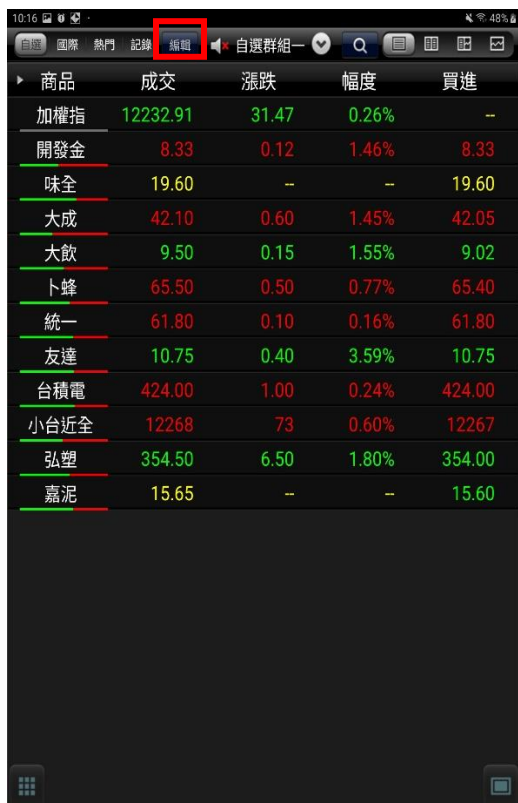 10:16 48%
自選 國際 熱門 記錄 編輯 自選群組一
商品 成交 漲跌 幅度 買進
加權指 12232.91 31.47 0.26% --
開發金 8.33 0.12 1.46% 8.33
味全 19.60 -- -- 19.60
大成 42.10 0.60 1.45% 42.05
大飲 9.50 0.15 1.55% 9.02
卜蜂 65.50 0.50 0.77% 65.40
統一 61.80 0.10 0.16% 61.80
友達 10.75 0.40 3.59% 10.75
台積電 424.00 1.00 0.24% 424.00
小台近全 12268 73 0.60% 12267
弘塑 354.50 6.50 1.80% 354.00
嘉泥 15.65 -- -- 15.60